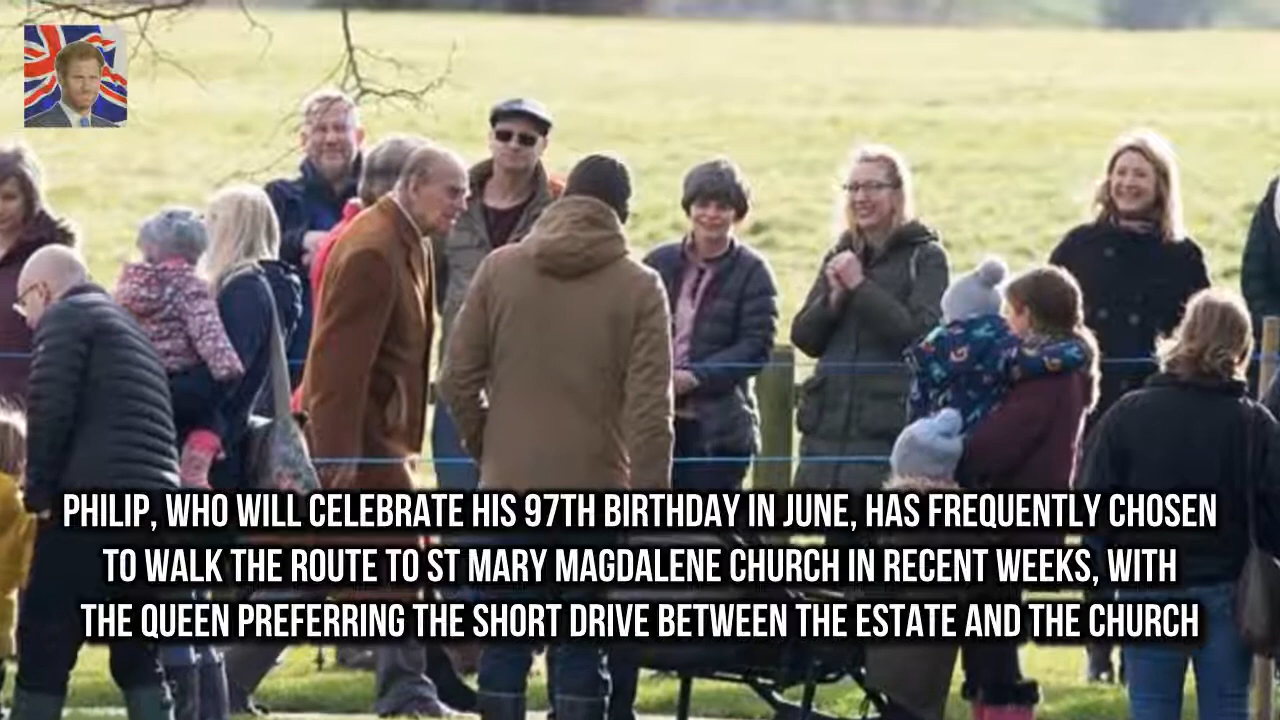 PHILIP, WHO WILL CELEBRATE HIS 97TH BIRTHDAY IN JUNE, HAS FREQUENTLY CHOSEN
TO WALK THE ROUTE TO ST MARY MAGDALENE CHURCH IN RECENT WEEKS, WITH
THE QUEEN PREFERRING THE SHORT DRIVE BETWEEN THE ESTATE AND THE CHURCH